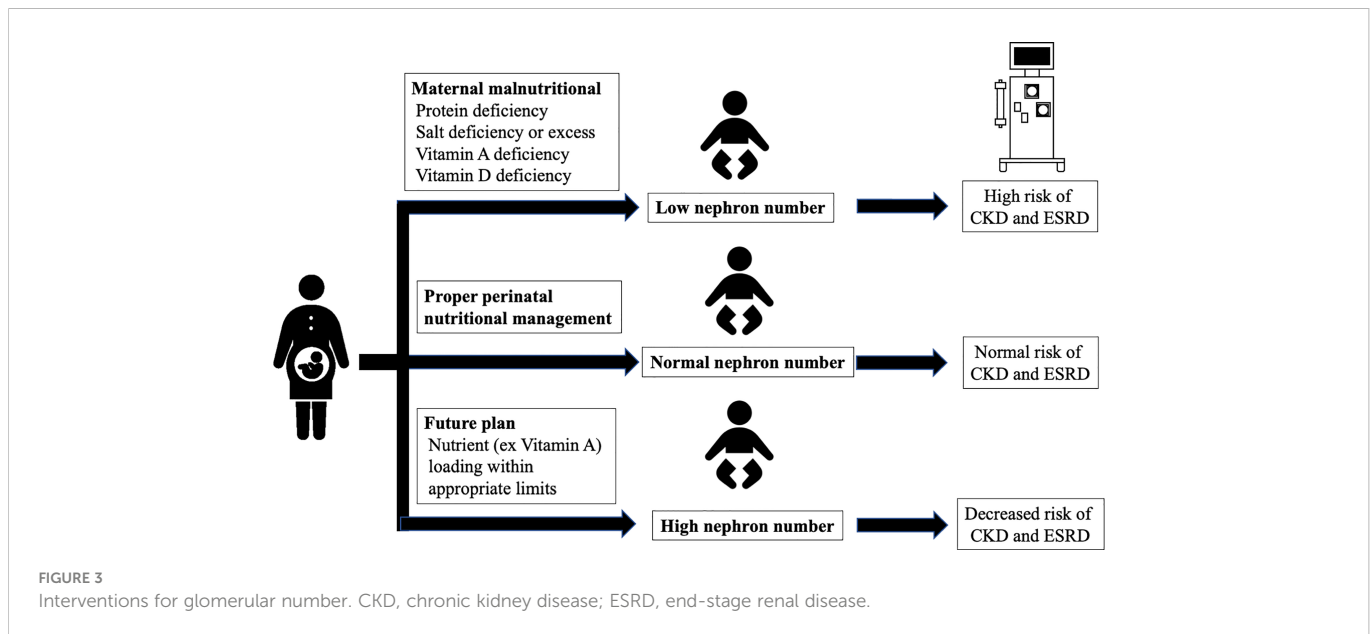 Maternal malnutritional
Protein deficiency
Salt deficiency or excess
Vitamin A deficiency
Vitamin D deficiency
Low nephron number
High risk of
CKD and ESRD
Proper perinatal
nutritional management
Normal nephron number
Normal risk of
CKD and ESRD
Future plan
Nutrient (ex Vitamin A)
loading within
appropriate limits
High nephron number
Decreased risk of
CKD and ESRD
FIGURE 3
Interventions for glomerular number. CKD, chronic kidney disease; ESRD, end-stage renal disease.